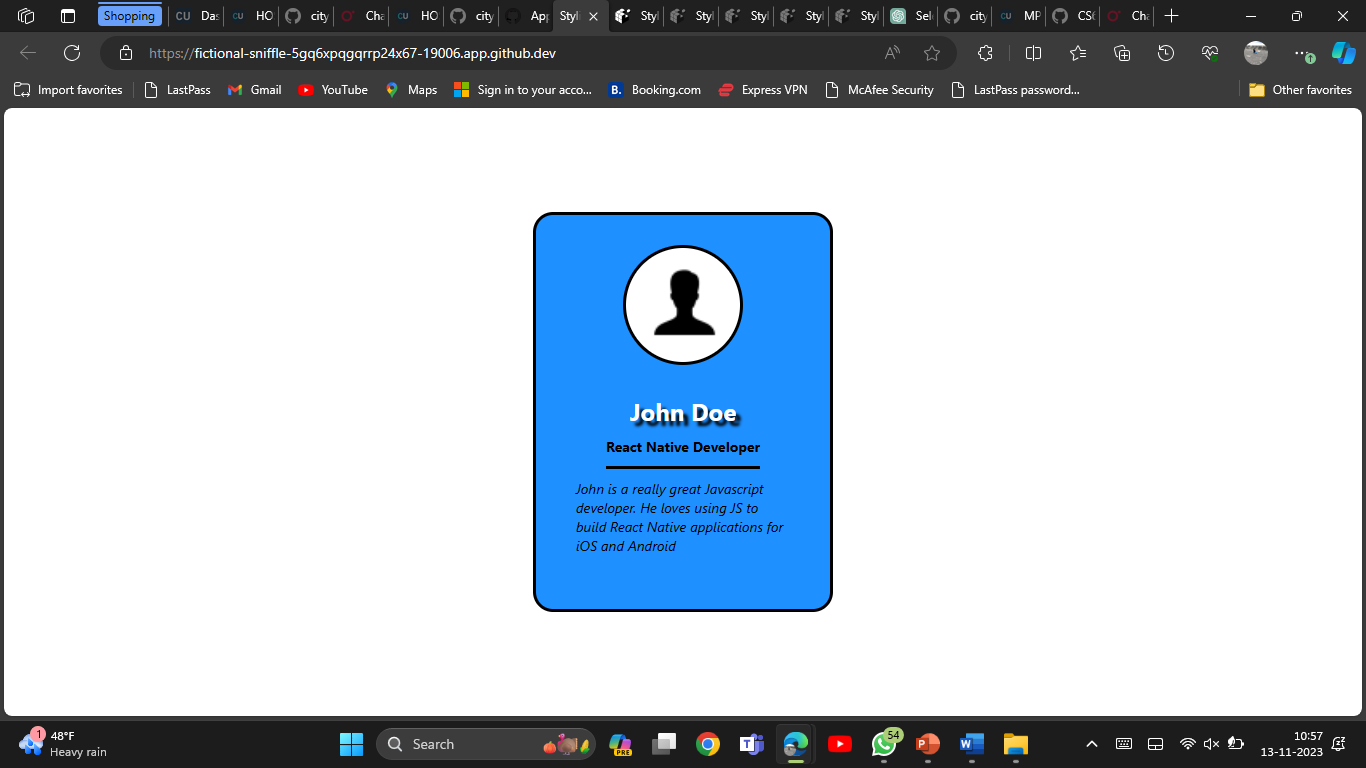 Shopping
CU Das
CU HO
city
Cha
CU HO
city
App
Styli
Styl
Styl
Styl
Styl
Styl
Sele
city
CU MP
CS6
Cha
https://fictional-sniffle-5gq6xpqgqrrp24x67-19006.app.github.dev
Import favorites
LastPass
Gmail
YouTube
Maps
Sign in to your acco...
B. Booking.com
Express VPN
McAfee Security
LastPass password...
Other favorites
John Doe
React Native Developer
John is a really great Javascript
developer. He loves using JS to
build React Native applications for
iOS and Android
1
48°F
Heavy rain
Search
PRE
54
10:57
13-11-2023